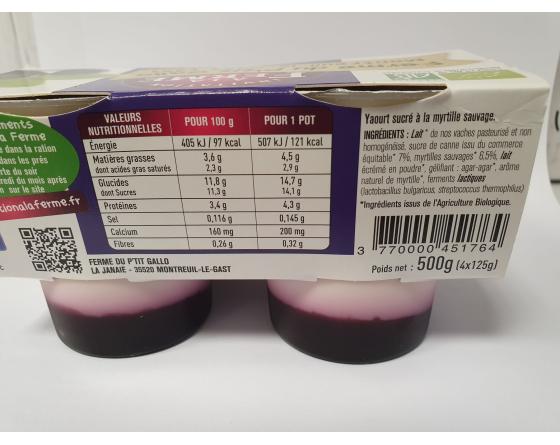 ments
a Ferme
e dans la ration
dans les prés
rte du soir
redi du mois après
sur le site
cionalaferme.fr
VALEURS NUTRITIONNELLES POUR 100 g POUR 1 POT
Énergie 405 kJ / 97 kcal 507 kJ / 121 kcal
Matières grasses 3,6 g 4,5 g
dont acides gras saturés 2,3 g 2,9 g
Glucides 11,8 g 14,7 g
dont Sucres 11,3 g 14,1 g
Protéines 3,4 g 4,3 g
Sel 0,116 g 0,145 g
Calcium 160 mg 200 mg
Fibres 0,26 g 0,32 g
FERME DU P'TIT GALLO
LA JANAIE - 35520 MONTREUIL-LE-GAST
Yaourt sucré à la myrtille sauvage.
INGRÉDIENTS : Lait* de nos vaches pasteurisé et non
homogénéisé, sucre de canne issu du commerce
équitable* 7%, myrtilles sauvages* 6,5%, lait
écrémé en poudre*, gélifiant : agar-agar*, arôme
naturel de myrtille*, ferments lactiques
(lactobacillus bulgaricus, streptococcus thermophilus)
*Ingrédients issus de l'Agriculture Biologique.
3 770000 451764
Poids net : 500g (4x125g)